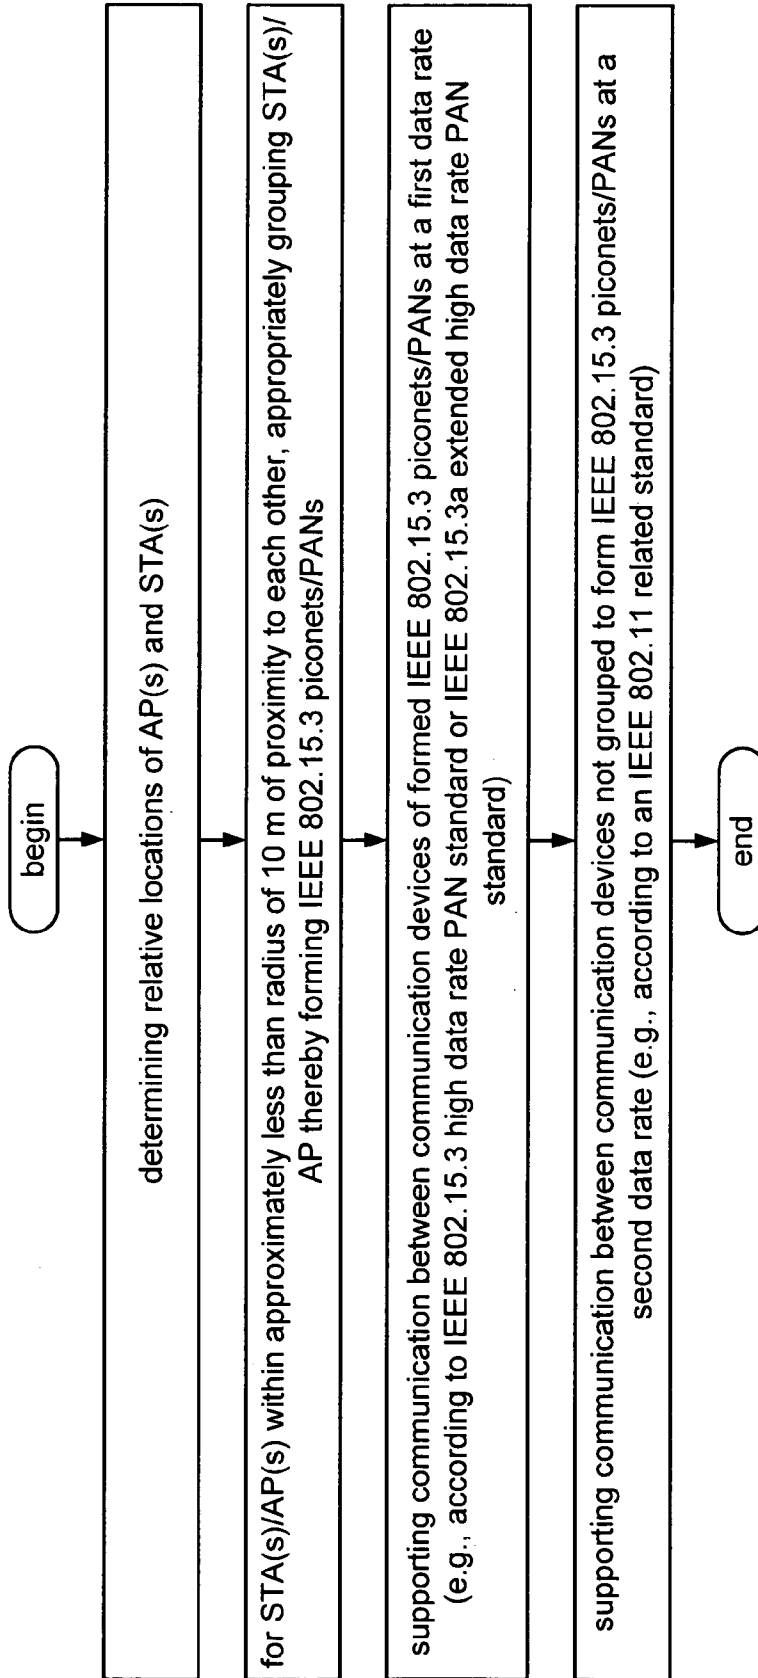 begin
determining relative locations of AP(s) and STA(s)
for STA(s)/AP(s) within approximately less than radius of 10 m of proximity to each other, appropriately grouping STA(s)/
AP thereby forming IEEE 802.15.3 piconets/PANs
supporting communication between communication devices of formed IEEE 802.15.3 piconets/PANs at a first data rate
(e.g., according to IEEE 802.15.3 high data rate PAN standard or IEEE 802.15.3a extended high data rate PAN
standard)
supporting communication between communication devices not grouped to form IEEE 802.15.3 piconets/PANs at a
second data rate (e.g., according to an IEEE 802.11 related standard)
end